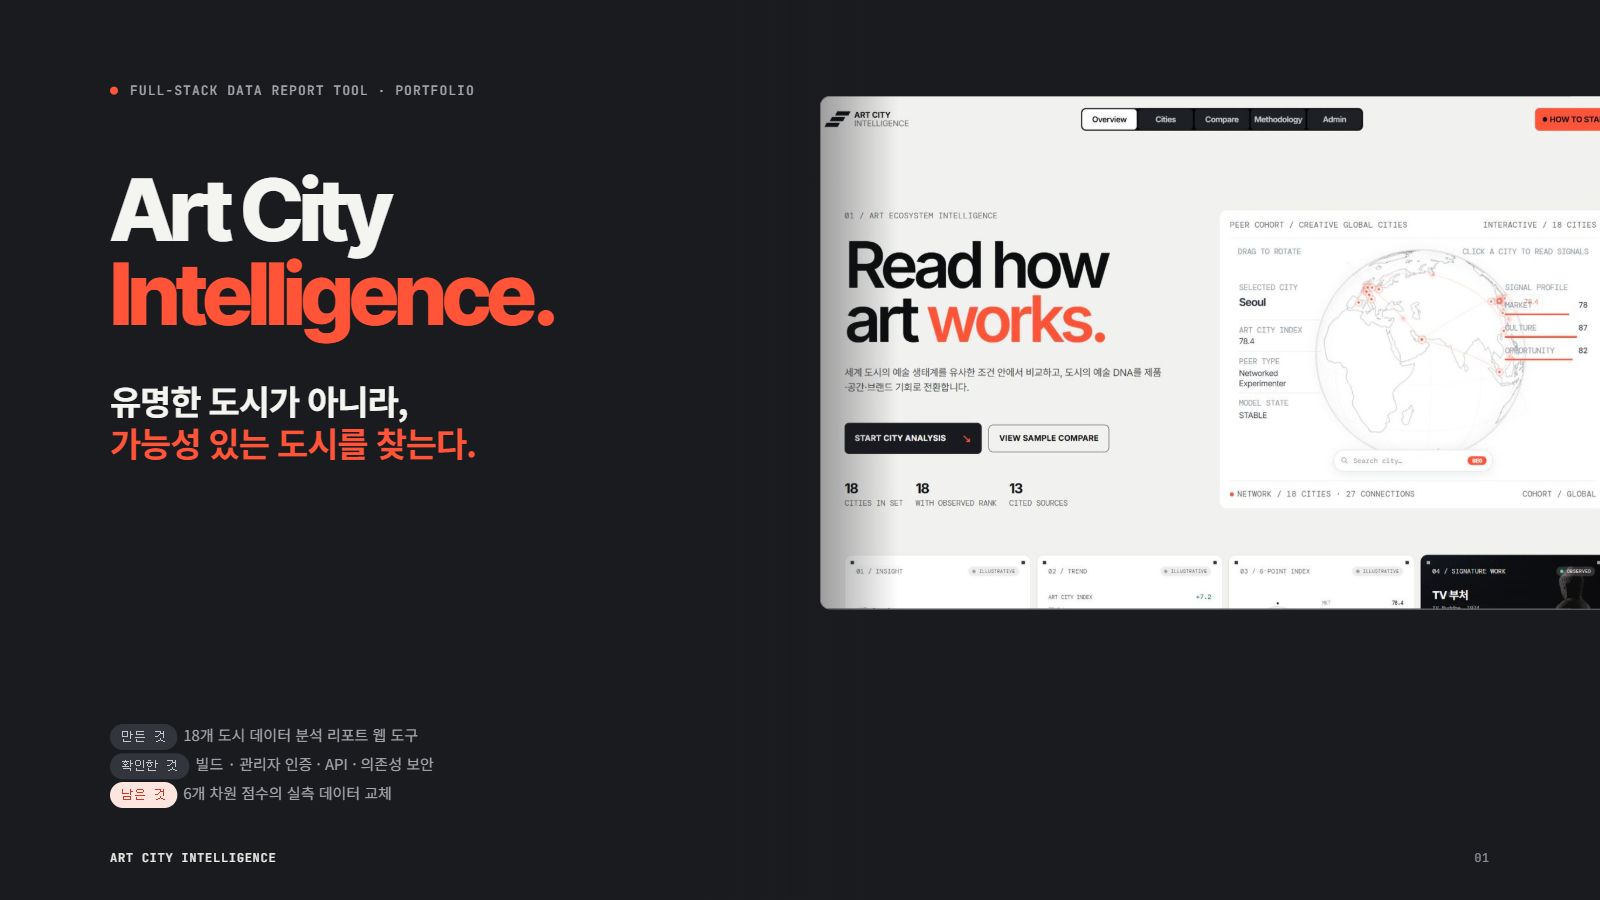 FULL-STACK DATA REPORT TOOL · PORTFOLIO
Art City
Intelligence.
유명한 도시가 아니라,
가능성 있는 도시를 찾는다.
만든 것 18개 도시 데이터 분석 리포트 웹 도구
확인한 것 빌드 · 관리자 인증 · API · 의존성 보안
남은 것 6개 차원 점수의 실측 데이터 교체
ART CITY INTELLIGENCE
01
ART CITY
INTELLIGENCE
Overview Cities Compare Methodology Admin
HOW TO STA
01 / ART ECOSYSTEM INTELLIGENCE
Read how
art works.
세계 도시의 예술 생태계를 유사한 조건 안에서 비교하고, 도시의 예술 DNA를 제품
·공간·브랜드 기회로 전환합니다.
START CITY ANALYSIS ↘ VIEW SAMPLE COMPARE
18 18 13
CITIES IN SET WITH OBSERVED RANK CITED SOURCES
PEER COHORT / CREATIVE GLOBAL CITIES INTERACTIVE / 18 CITIES
DRAG TO ROTATE CLICK A CITY TO READ SIGNALS
SELECTED CITY
Seoul
ART CITY INDEX
78.4
PEER TYPE
Networked
Experimenter
MODEL STATE
STABLE
SIGNAL PROFILE
MARKET 78
CULTURE 87
OPPORTUNITY 82
78.4
Search city…
NETWORK / 18 CITIES · 27 CONNECTIONS COHORT / GLOBAL
01 / INSIGHT ILLUSTRATIVE
02 / TREND ILLUSTRATIVE
ART CITY INDEX +7.2
03 / 6-POINT INDEX ILLUSTRATIVE
MKT 78.4
04 / SIGNATURE WORK OBSERVED
TV 부처